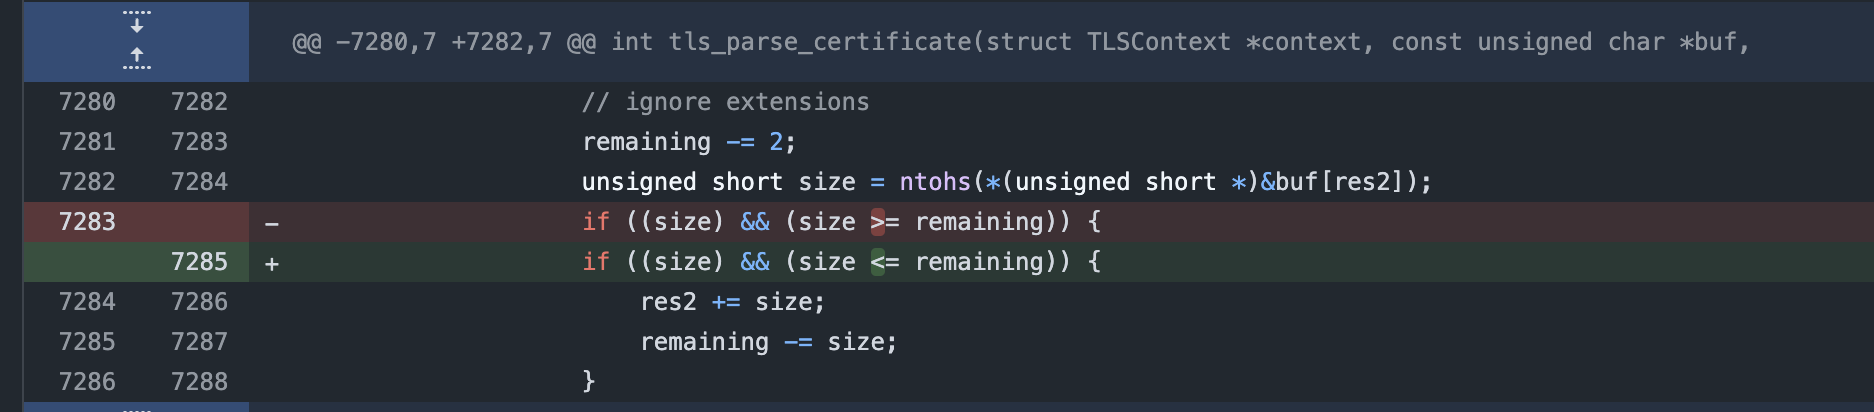 @@ -7280,7 +7282,7 @@ int tls_parse_certificate(struct TLSContext *context, const unsigned char *buf,
7280 7282 // ignore extensions
7281 7283 remaining -= 2;
7282 7284 unsigned short size = ntohs(*(unsigned short *)&buf[res2]);
7283 - if ((size) && (size >= remaining)) {
7285 + if ((size) && (size <= remaining)) {
7284 7286 res2 += size;
7285 7287 remaining -= size;
7286 7288 }